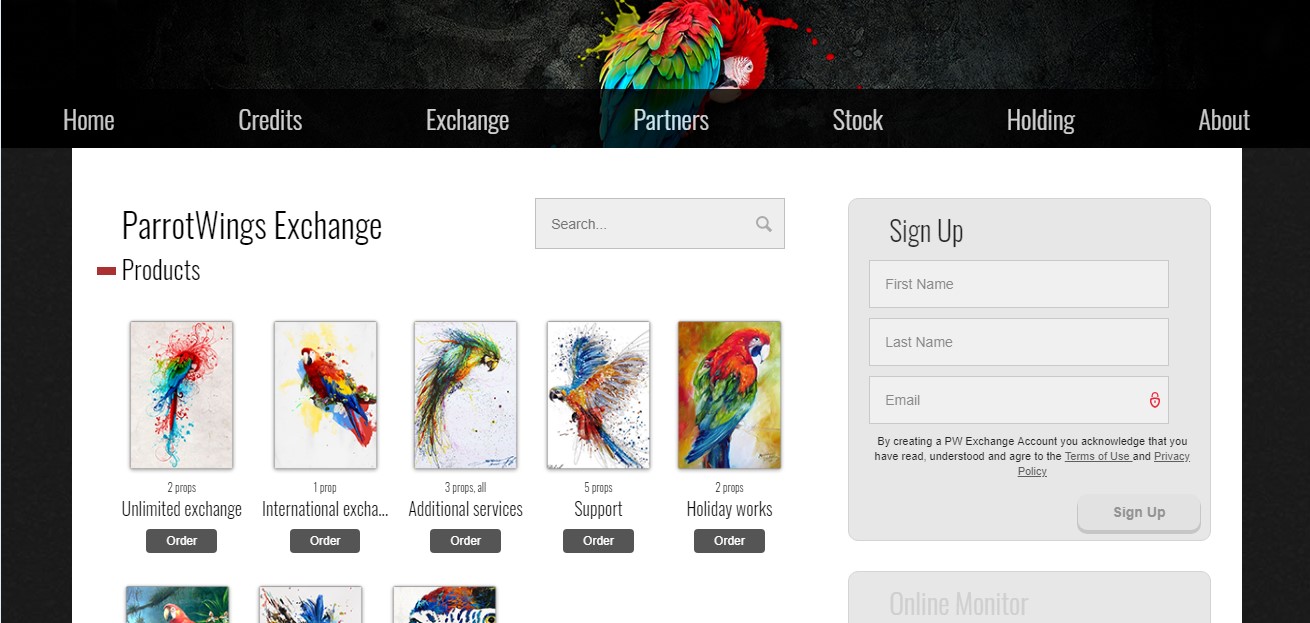 Home Credits Exchange Partners Stock Holding About
ParrotWings Exchange
Search...
Products
2 props
Unlimited exchange
Order
1 prop
International excha...
Order
3 props, all
Additional services
Order
5 props
Support
Order
2 props
Holiday works
Order
Sign Up
First Name
Last Name
Email
By creating a PW Exchange Account you acknowledge that you
have read, understood and agre to the Terms of Use and Privacy
Policy
Sign Up
Online Monitor